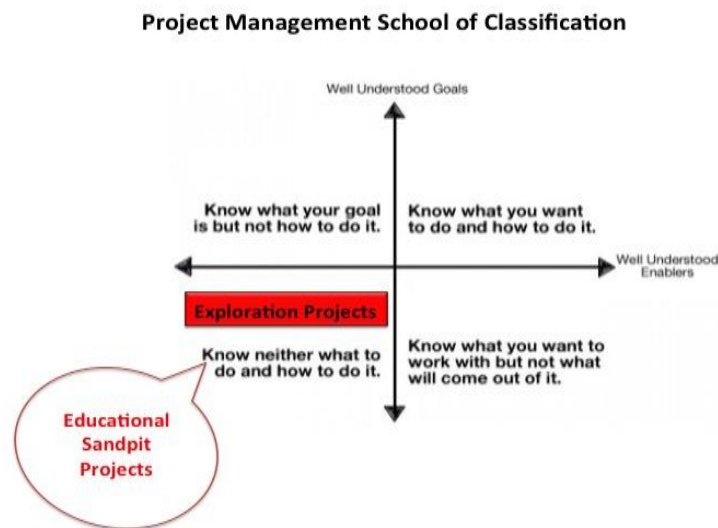 Project Management School of Classification
Well Understood Goals
Know what your goal
is but not how to do it.
Know what you want
to do and how to do it.
Well Understood
Enablers
Exploration Projects
Know neither what to
do and how to do it.
Know what you want to
work with but not what
will come out of it.
Educational
Sandpit
Projects